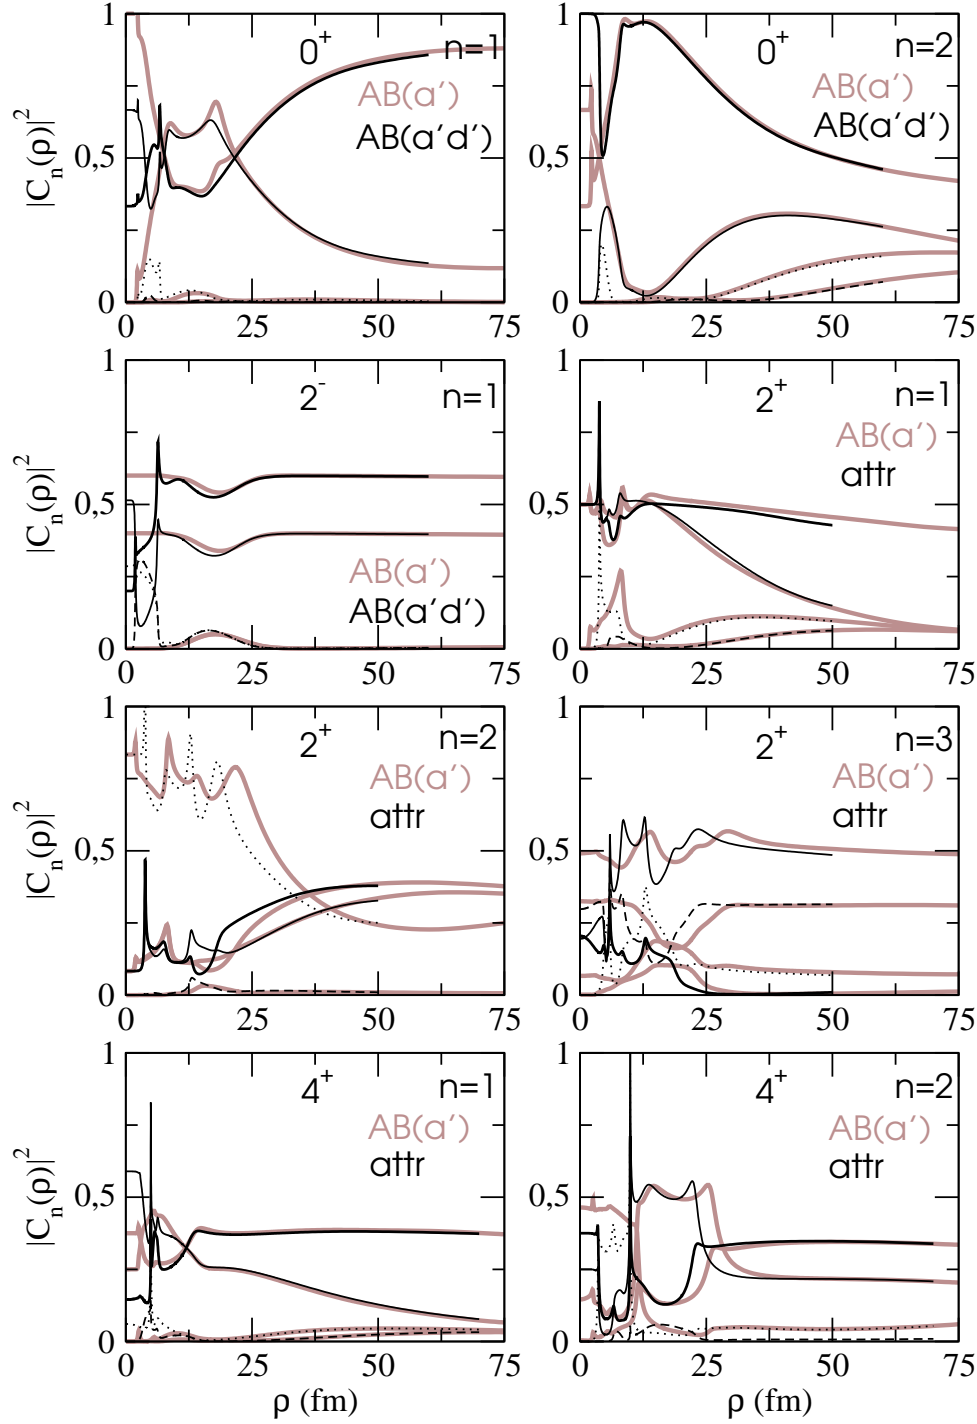 1 0⁺ n=1 1 0⁺ n=2
AB(a') AB(a')
AB(a'd') AB(a'd')
|Cₙ(ρ)|² 0,5 0,5
0 0
0 25 50 75 0 25 50 75
1 2⁻ n=1 1 2⁺ n=1
AB(a')
attr
|Cₙ(ρ)|² 0,5 0,5
AB(a')
AB(a'd')
0 0
0 25 50 75 0 25 50 75
1 2⁺ n=2 1 2⁺ n=3
AB(a') AB(a')
attr attr
|Cₙ(ρ)|² 0,5 0,5
0 0
0 25 50 75 0 25 50 75
1 4⁺ n=1 1 4⁺ n=2
AB(a') AB(a')
attr attr
|Cₙ(ρ)|² 0,5 0,5
0 0
0 25 50 75 0 25 50 75
ρ (fm) ρ (fm)